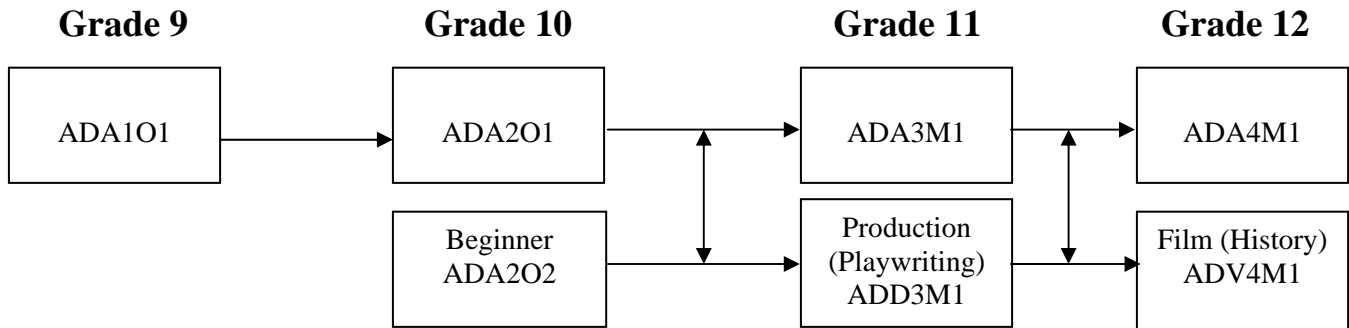 Grade 9 Grade 10 Grade 11 Grade 12
ADA1O1 ADA2O1 ADA3M1 ADA4M1
Beginner
ADA2O2
Production
(Playwriting)
ADD3M1
Film (History)
ADV4M1